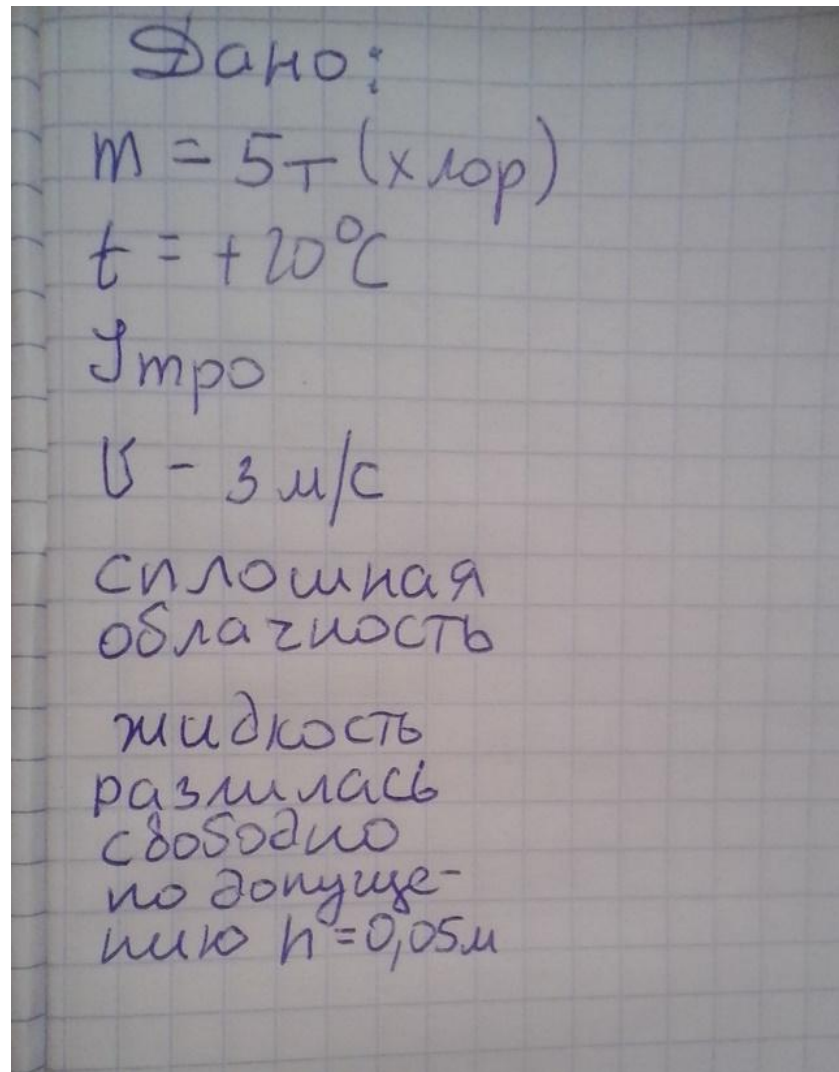 Дано:
m = 5т (хлор)
t = +20°C
Утро
V - 3 м/с
сплошная
облачность
жидкость
разлилась
свободно
по допуще-
нию h = 0,05м